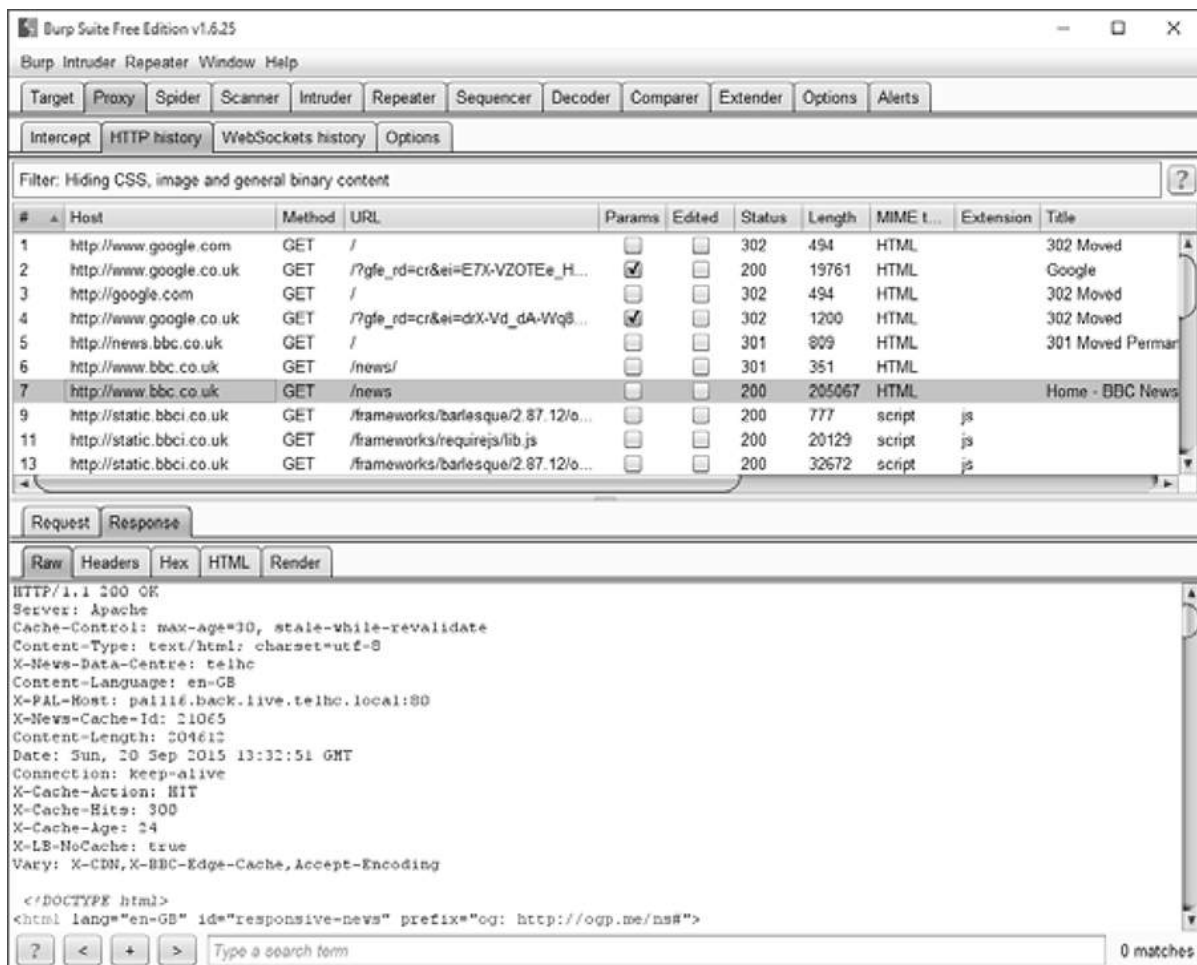 Burp Suite Free Edition v1.6.25
Burp Intruder Repeater Window Help
Target Proxy Spider Scanner Intruder Repeater Sequencer Decoder Comparer Extender Options Alerts
Intercept HTTP history WebSockets history Options
Filter: Hiding CSS, image and general binary content ?
# Host Method URL Params Edited Status Length MIME t... Extension Title
1 http://www.google.com GET / 302 494 HTML 302 Moved
2 http://www.google.co.uk GET /?gfe_rd=cr&ei=E7X-VZOTEe_H... 200 19761 HTML Google
3 http://google.com GET / 302 494 HTML 302 Moved
4 http://www.google.co.uk GET /?gfe_rd=cr&ei=drX-Vd_dA-Wq8... 302 1200 HTML 302 Moved
5 http://news.bbc.co.uk GET / 301 809 HTML 301 Moved Perman
6 http://www.bbc.co.uk GET /news/ 301 351 HTML
7 http://www.bbc.co.uk GET /news 200 205067 HTML Home - BBC News
9 http://static.bbci.co.uk GET /frameworks/barlesque/2.87.12/o... 200 777 script js
11 http://static.bbci.co.uk GET /frameworks/requirejs/lib.js 200 20129 script js
13 http://static.bbci.co.uk GET /frameworks/barlesque/2.87.12/o... 200 32672 script js
Request Response
Raw Headers Hex HTML Render
HTTP/1.1 200 OK
Server: Apache
Cache-Control: max-age=30, stale-while-revalidate
Content-Type: text/html; charset=utf-8
X-News-Data-Centre: telhc
Content-Language: en-GB
X-PAL-Host: pal116.back.live.telhc.local:80
X-News-Cache-Id: 21065
Content-Length: 204612
Date: Sun, 20 Sep 2015 13:32:51 GMT
Connection: keep-alive
X-Cache-Action: HIT
X-Cache-Hits: 300
X-Cache-Age: 24
X-LB-NoCache: true
Vary: X-CDN,X-BBC-Edge-Cache,Accept-Encoding
<!DOCTYPE html>
<html lang="en-GB" id="responsive-news" prefix="og: http://ogp.me/ns#">
? < + > Type a search term 0 matches